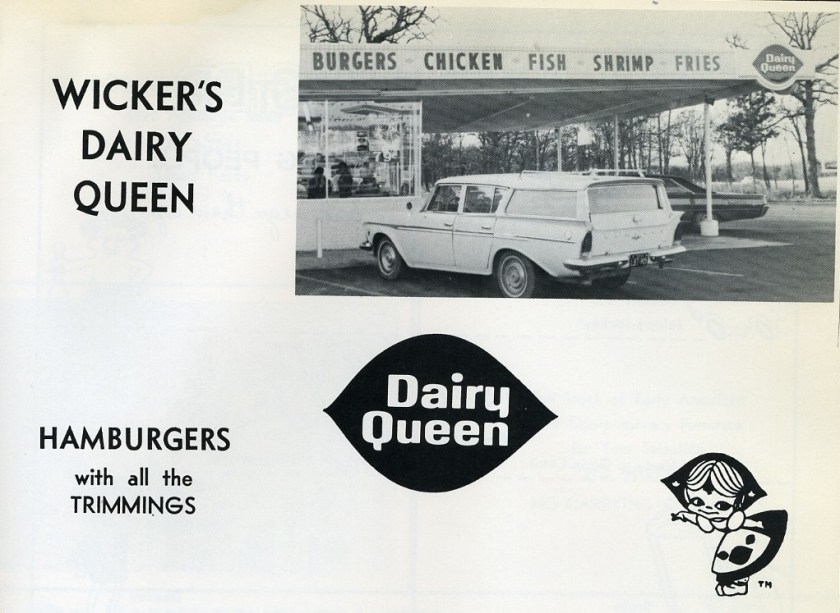 WICKER'S
DAIRY
QUEEN
BURGERS CHICKEN FISH SHRIMP FRIES
Dairy
Queen
Dairy
Queen
HAMBURGERS
with all the
TRIMMINGS
TM